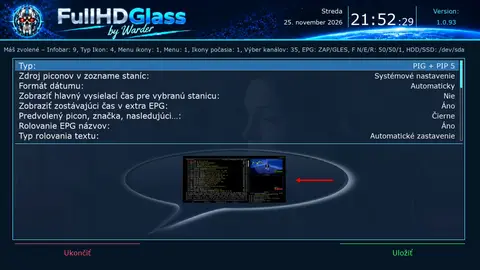 FullHDGlass
by Warder
Streda
25. november 2026
21:52:29
Version:
1.0.93
Máš zvolené – Infobar: 9, Typ Ikon: 4, Menu ikony: 1, Menu: 1, Ikony počasia: 1, Výber kanálov: 35, EPG: ZAP/GLES, F N/E/R: 50/50/1, HDD/SSD: /dev/sda
Typ: PIG + PIP 5
Zdroj piconov v zozname staníc: Systémové nastavenie
Formát dátumu: Automaticky
Zobraziť hlavný vysielací čas pre vybranú stanicu: Nie
Zobraziť zostávajúci čas v extra EPG: Áno
Predvolený picon, značka, nasledujúci...: Čierne
Rolovanie EPG názvov: Áno
Typ rolovania textu: Automatické zastavenie
Ukončiť
Uložiť